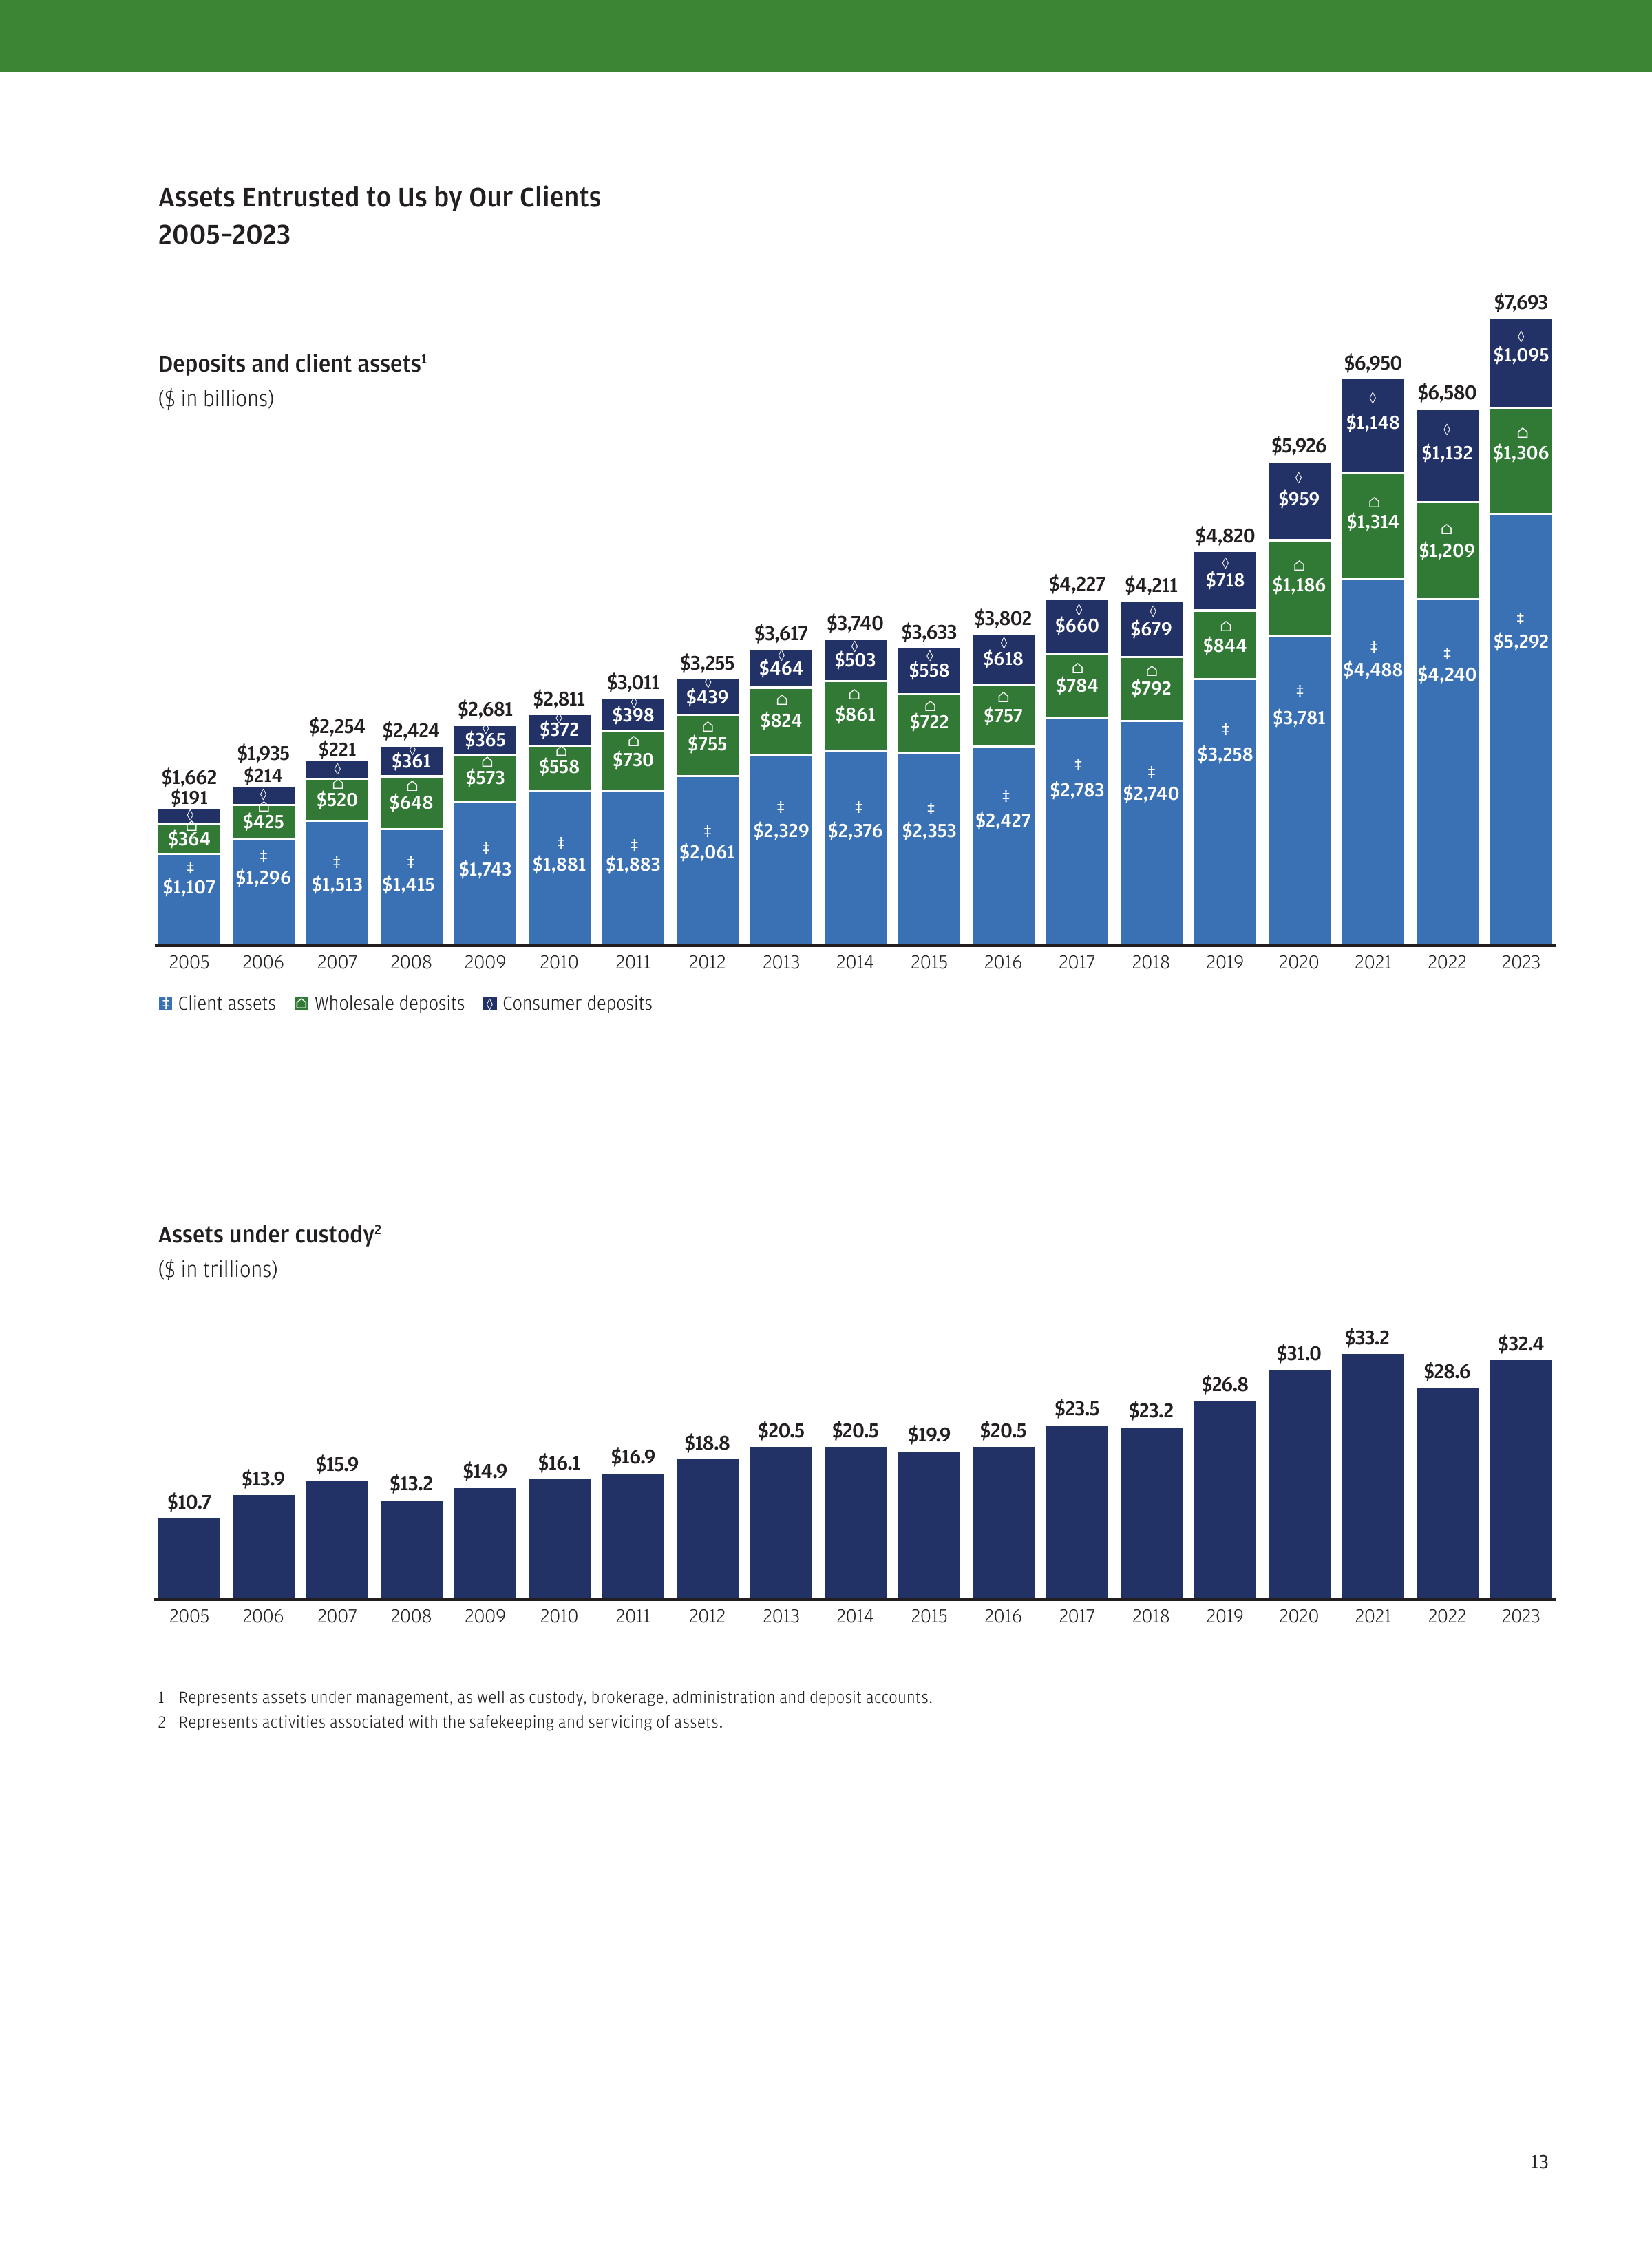 Assets Entrusted to Us by Our Clients
2005–2023
Deposits and client assets¹
($ in billions)
$1,662 $1,935 $2,254 $2,424 $2,681 $2,811 $3,011 $3,255 $3,617 $3,740 $3,633 $3,802 $4,227 $4,211 $4,820 $5,926 $6,950 $6,580 $7,693
$191 $214 $221 $361 $365 $372 $398 $439 $464 $503 $558 $618 $660 $679 $718 $959 $1,148 $1,132 $1,095
$364 $425 $520 $648 $573 $558 $730 $755 $824 $861 $722 $757 $784 $792 $844 $1,186 $1,314 $1,209 $1,306
$1,107 $1,296 $1,513 $1,415 $1,743 $1,881 $1,883 $2,061 $2,329 $2,376 $2,353 $2,427 $2,783 $2,740 $3,258 $3,781 $4,488 $4,240 $5,292
2005 2006 2007 2008 2009 2010 2011 2012 2013 2014 2015 2016 2017 2018 2019 2020 2021 2022 2023
Client assets Wholesale deposits Consumer deposits
Assets under custody²
($ in trillions)
$10.7 $13.9 $15.9 $13.2 $14.9 $16.1 $16.9 $18.8 $20.5 $20.5 $19.9 $20.5 $23.5 $23.2 $26.8 $31.0 $33.2 $28.6 $32.4
2005 2006 2007 2008 2009 2010 2011 2012 2013 2014 2015 2016 2017 2018 2019 2020 2021 2022 2023
1 Represents assets under management, as well as custody, brokerage, administration and deposit accounts.
2 Represents activities associated with the safekeeping and servicing of assets.
13